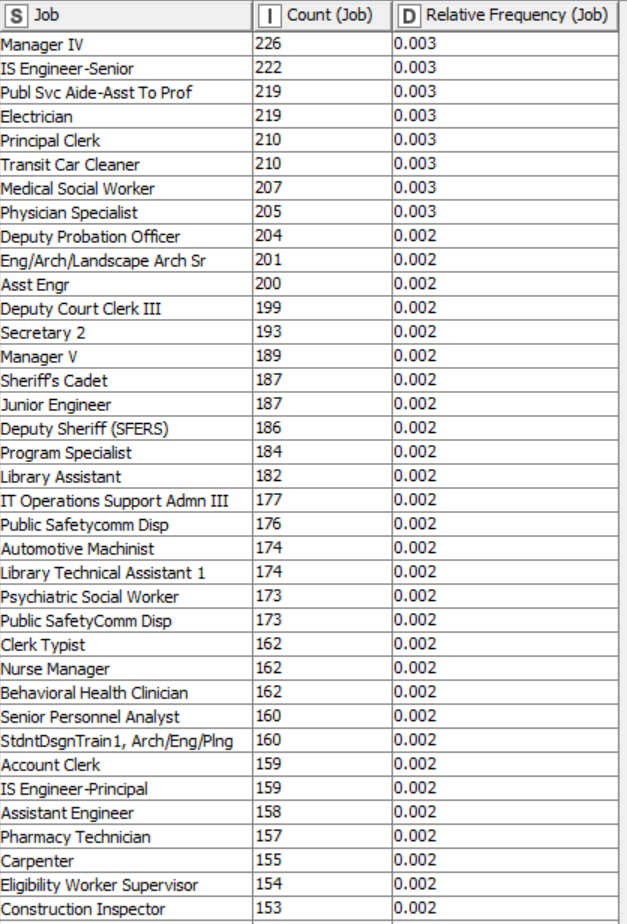 S Job I Count (Job) D Relative Frequency (Job)
Manager IV 226 0.003
IS Engineer-Senior 222 0.003
Publ Svc Aide-Asst To Prof 219 0.003
Electrician 219 0.003
Principal Clerk 210 0.003
Transit Car Cleaner 210 0.003
Medical Social Worker 207 0.003
Physician Specialist 205 0.003
Deputy Probation Officer 204 0.002
Eng/Arch/Landscape Arch Sr 201 0.002
Asst Engr 200 0.002
Deputy Court Clerk III 199 0.002
Secretary 2 193 0.002
Manager V 189 0.002
Sheriff's Cadet 187 0.002
Junior Engineer 187 0.002
Deputy Sheriff (SFERS) 186 0.002
Program Specialist 184 0.002
Library Assistant 182 0.002
IT Operations Support Admn III 177 0.002
Public Safetycomm Disp 176 0.002
Automotive Machinist 174 0.002
Library Technical Assistant 1 174 0.002
Psychiatric Social Worker 173 0.002
Public SafetyComm Disp 173 0.002
Clerk Typist 162 0.002
Nurse Manager 162 0.002
Behavioral Health Clinician 162 0.002
Senior Personnel Analyst 160 0.002
StdntDsgnTrain1, Arch/Eng/Plng 160 0.002
Account Clerk 159 0.002
IS Engineer-Principal 159 0.002
Assistant Engineer 158 0.002
Pharmacy Technician 157 0.002
Carpenter 155 0.002
Eligibility Worker Supervisor 154 0.002
Construction Inspector 153 0.002